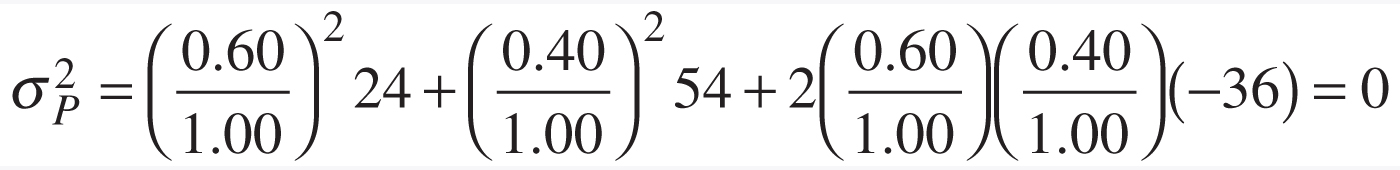 σ_P^2 = (0.60/1.00)^2 24 + (0.40/1.00)^2 54 + 2(0.60/1.00)(0.40/1.00)(−36) = 0